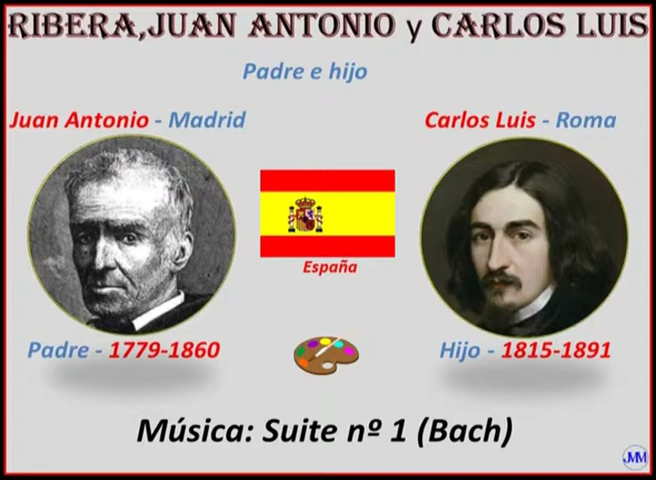 RIBERA,JUAN ANTONIO y CARLOS LUIS
Padre e hijo
Juan Antonio - Madrid
Carlos Luis - Roma
España
Padre - 1779-1860
Hijo - 1815-1891
Música: Suite nº 1 (Bach)
JMM